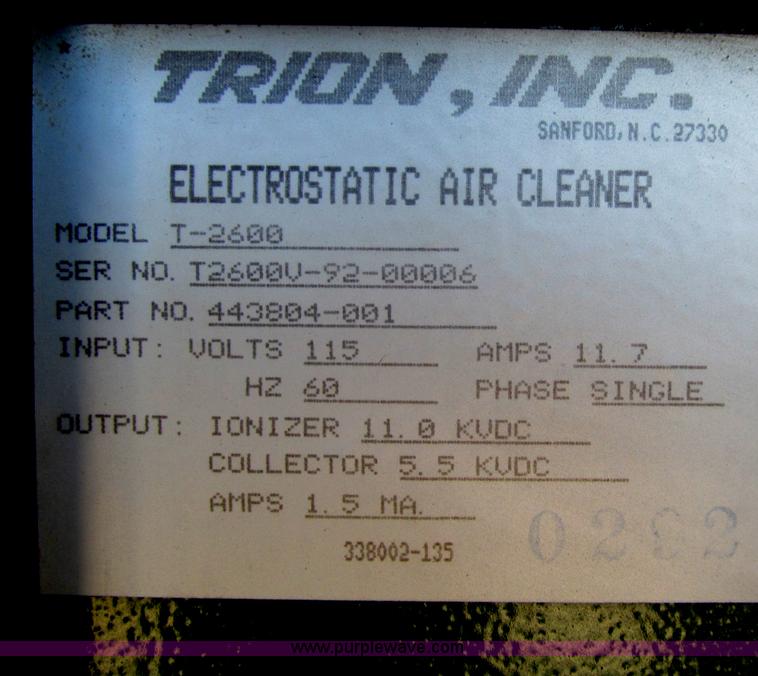 TRION, INC.
SANFORD, N.C. 27330
ELECTROSTATIC AIR CLEANER
MODEL T-2600
SER NO. T2600V-92-00006
PART NO. 443804-001
INPUT: VOLTS 115 AMPS 11.7
HZ 60 PHASE SINGLE
OUTPUT: IONIZER 11.0 KVDC
COLLECTOR 5.5 KVDC
AMPS 1.5 MA.
338002-135
0292
www.purplewave.com